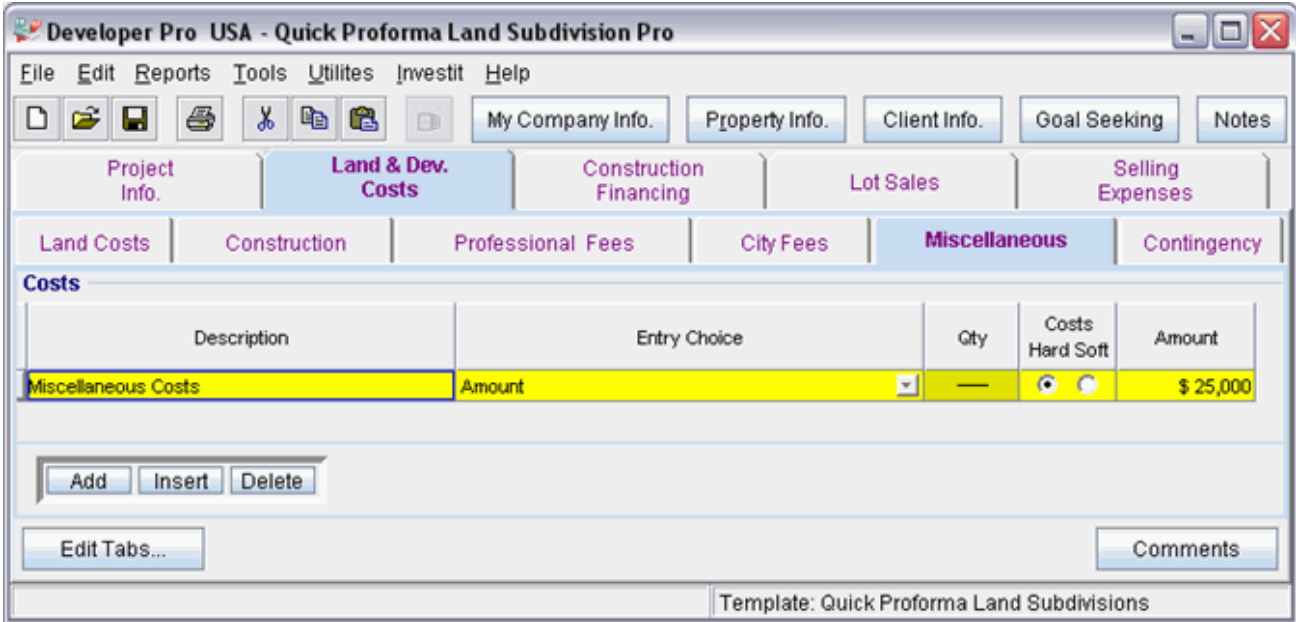 Developer Pro USA - Quick Proforma Land Subdivision Pro
File Edit Reports Tools Utilites Investit Help
My Company Info. Property Info. Client Info. Goal Seeking Notes
Project Info. Land & Dev. Costs Construction Financing Lot Sales Selling Expenses
Land Costs Construction Professional Fees City Fees Miscellaneous Contingency
Costs
Description Entry Choice Qty Costs Hard Soft Amount
Miscellaneous Costs Amount — $ 25,000
Add Insert Delete
Edit Tabs... Comments
Template: Quick Proforma Land Subdivisions